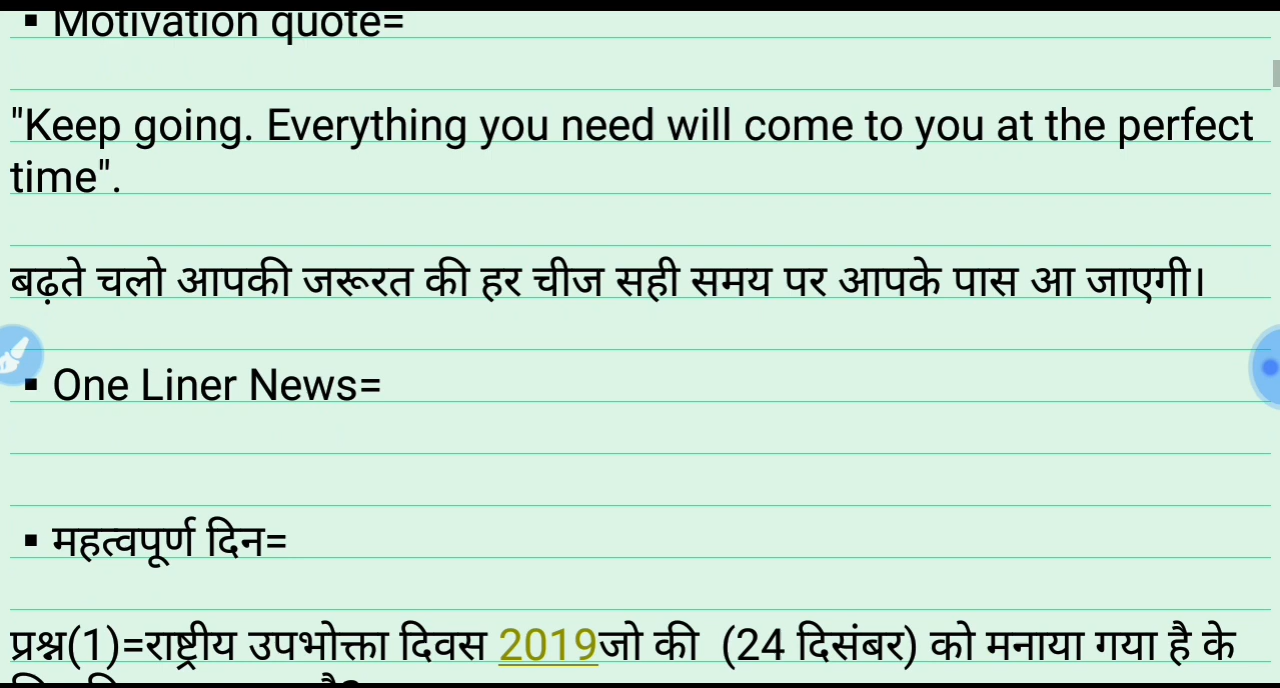 ▪ Motivation quote=
"Keep going. Everything you need will come to you at the perfect
time".
बढ़ते चलो आपकी जरूरत की हर चीज सही समय पर आपके पास आ जाएगी।
▪ One Liner News=
▪ महत्वपूर्ण दिन=
प्रश्न(1)=राष्ट्रीय उपभोक्ता दिवस 2019जो की (24 दिसंबर) को मनाया गया है के